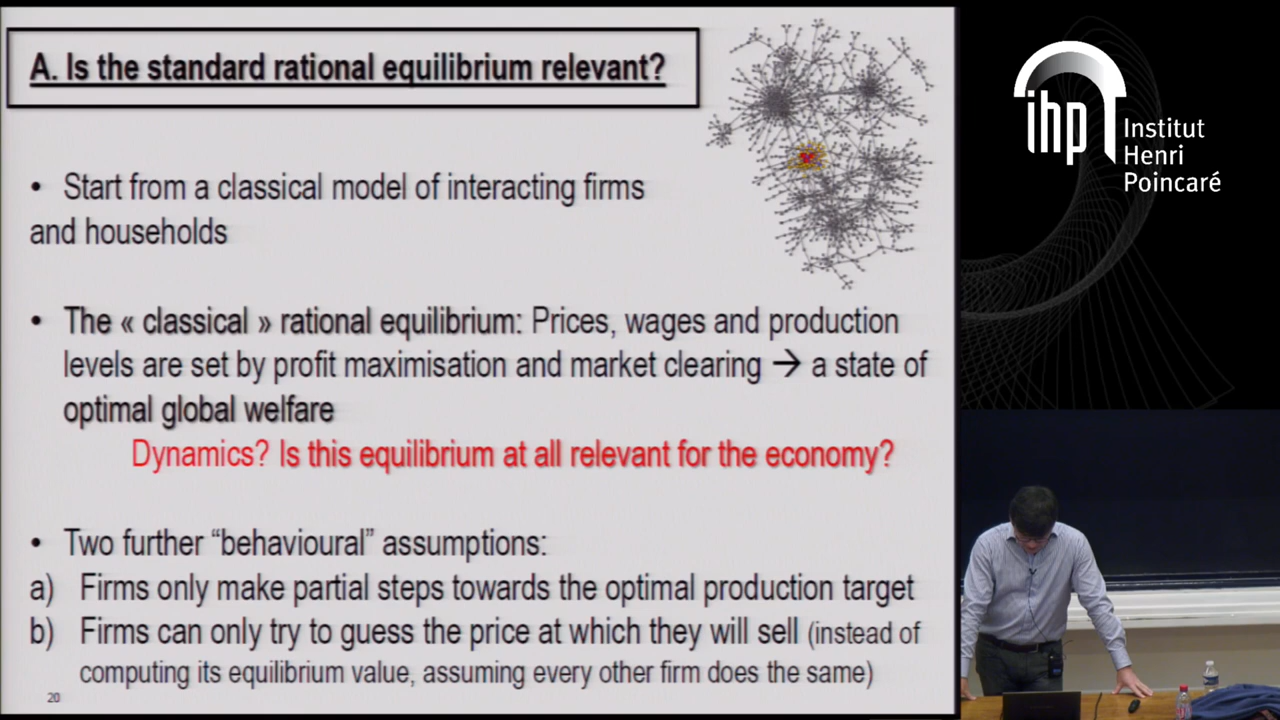 A. Is the standard rational equilibrium relevant?
• Start from a classical model of interacting firms
and households
• The « classical » rational equilibrium: Prices, wages and production
levels are set by profit maximisation and market clearing → a state of
optimal global welfare
Dynamics? Is this equilibrium at all relevant for the economy?
• Two further “behavioural” assumptions:
a) Firms only make partial steps towards the optimal production target
b) Firms can only try to guess the price at which they will sell (instead of
computing its equilibrium value, assuming every other firm does the same)
20
ihp
Institut
Henri
Poincaré